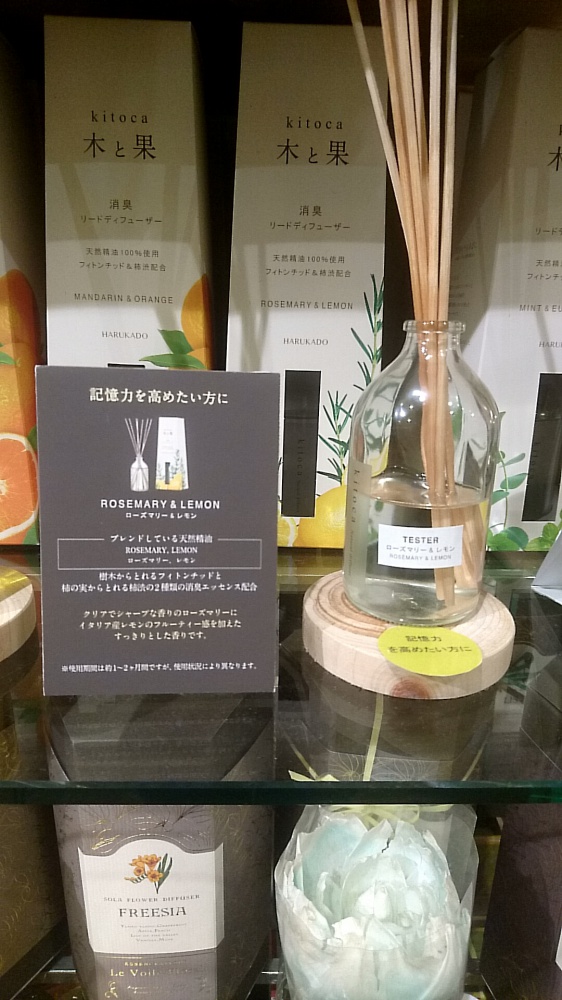 kitoca
木と果
消臭
リードディフューザー
天然精油100%使用
フィトンチッド&柿渋配合
MANDARIN & ORANGE
HARUKADO
kitoca
木と果
消臭
リードディフューザー
天然精油100%使用
フィトンチッド&柿渋配合
ROSEMARY & LEMON
HARUKADO
MINT &
記憶力を高めたい方に
ROSEMARY & LEMON
ローズマリー&レモン
ブレンドしている天然精油
ROSEMARY, LEMON
ローズマリー、レモン
樹木からとれるフィトンチッドと
柿の実からとれる柿渋の2種類の消臭エッセンス配合
クリアでシャープな香りのローズマリーに
イタリア産レモンのフルーティー感を加えた
すっきりとした香りです。
※使用期間は約1~2ヶ月間ですが、使用状況により異なります。
kitoca
TESTER
ローズマリー&レモン
ROSEMARY & LEMON
記憶力
を高めたい方に
SOLA FLOWER DIFFUSER
FREESIA
Le Voil